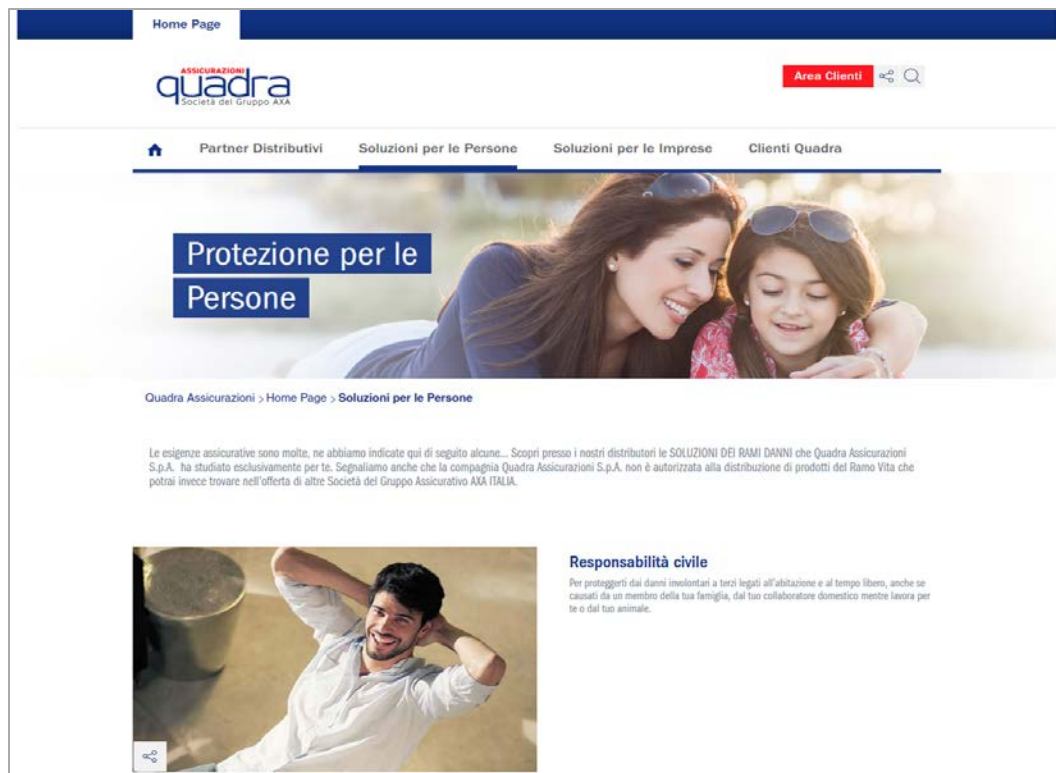 Home Page
ASSICURAZIONI
quadra
Società del Gruppo AXA
Area Clienti
Partner Distributivi Soluzioni per le Persone Soluzioni per le Imprese Clienti Quadra
Protezione per le
Persone
Quadra Assicurazioni > Home Page > Soluzioni per le Persone
Le esigenze assicurative sono molte, ne abbiamo indicate qui di seguito alcune... Scopri presso i nostri distributori le SOLUZIONI DEI RAMI DANNI che Quadra Assicurazioni
S.p.A. ha studiato esclusivamente per te. Segnaliamo anche che la compagnia Quadra Assicurazioni S.p.A. non è autorizzata alla distribuzione di prodotti del Ramo Vita che
potrai invece trovare nell'offerta di altre Società del Gruppo Assicurativo AXA ITALIA.
Responsabilità civile
Per proteggerti dai danni involontari a terzi legati all'abitazione e al tempo libero, anche se
causati da un membro della tua famiglia, dal tuo collaboratore domestico mentre lavora per
te o dal tuo animale.